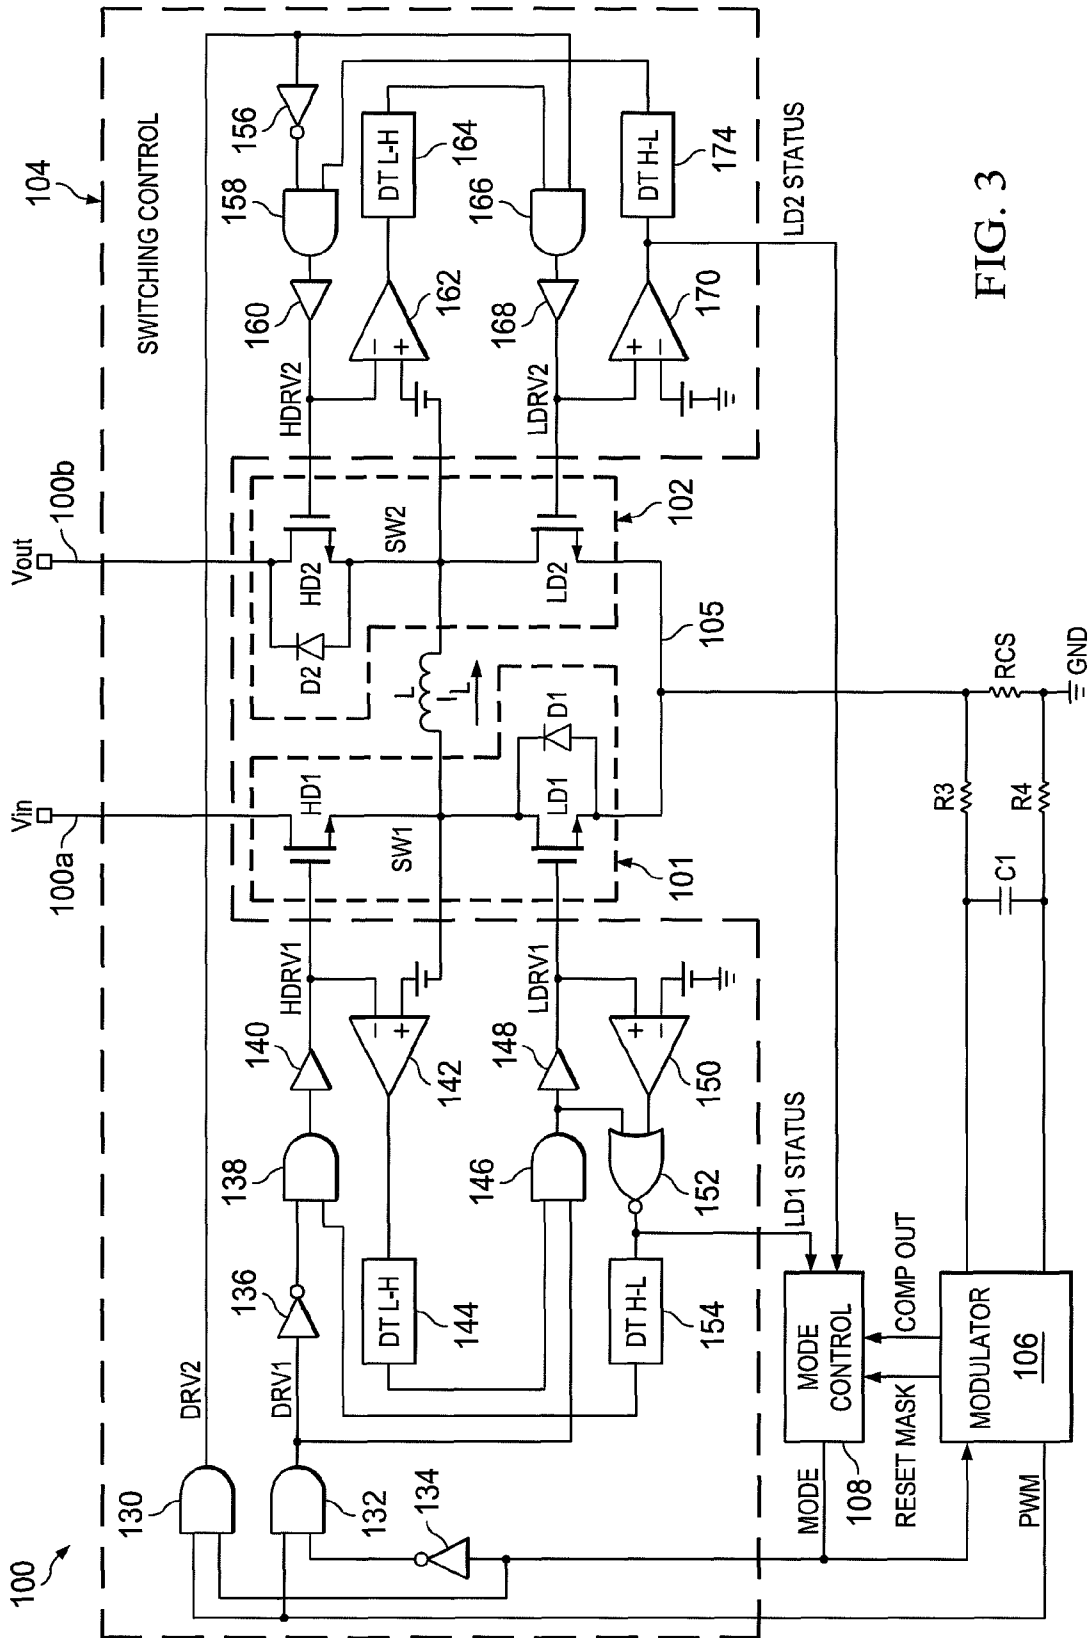 100
104
SWITCHING CONTROL
Vin
100a
Vout
100b
130
DRV2
132
DRV1
134
136
138
140
HDRV1
142
DT L-H
144
146
148
LDRV1
150
152
DT H-L
154
LD1 STATUS
HD1
SW1
LD1
D1
101
L
IL
D2
HD2
SW2
LD2
102
105
HDRV2
160
158
156
162
DT L-H
164
LDRV2
168
166
170
DT H-L
174
LD2 STATUS
MODE
MODE
CONTROL
108
RESET MASK
COMP OUT
PWM
MODULATOR
106
C1
R3
R4
RCS
GND
- +
+ -
- +
+ -
FIG. 3